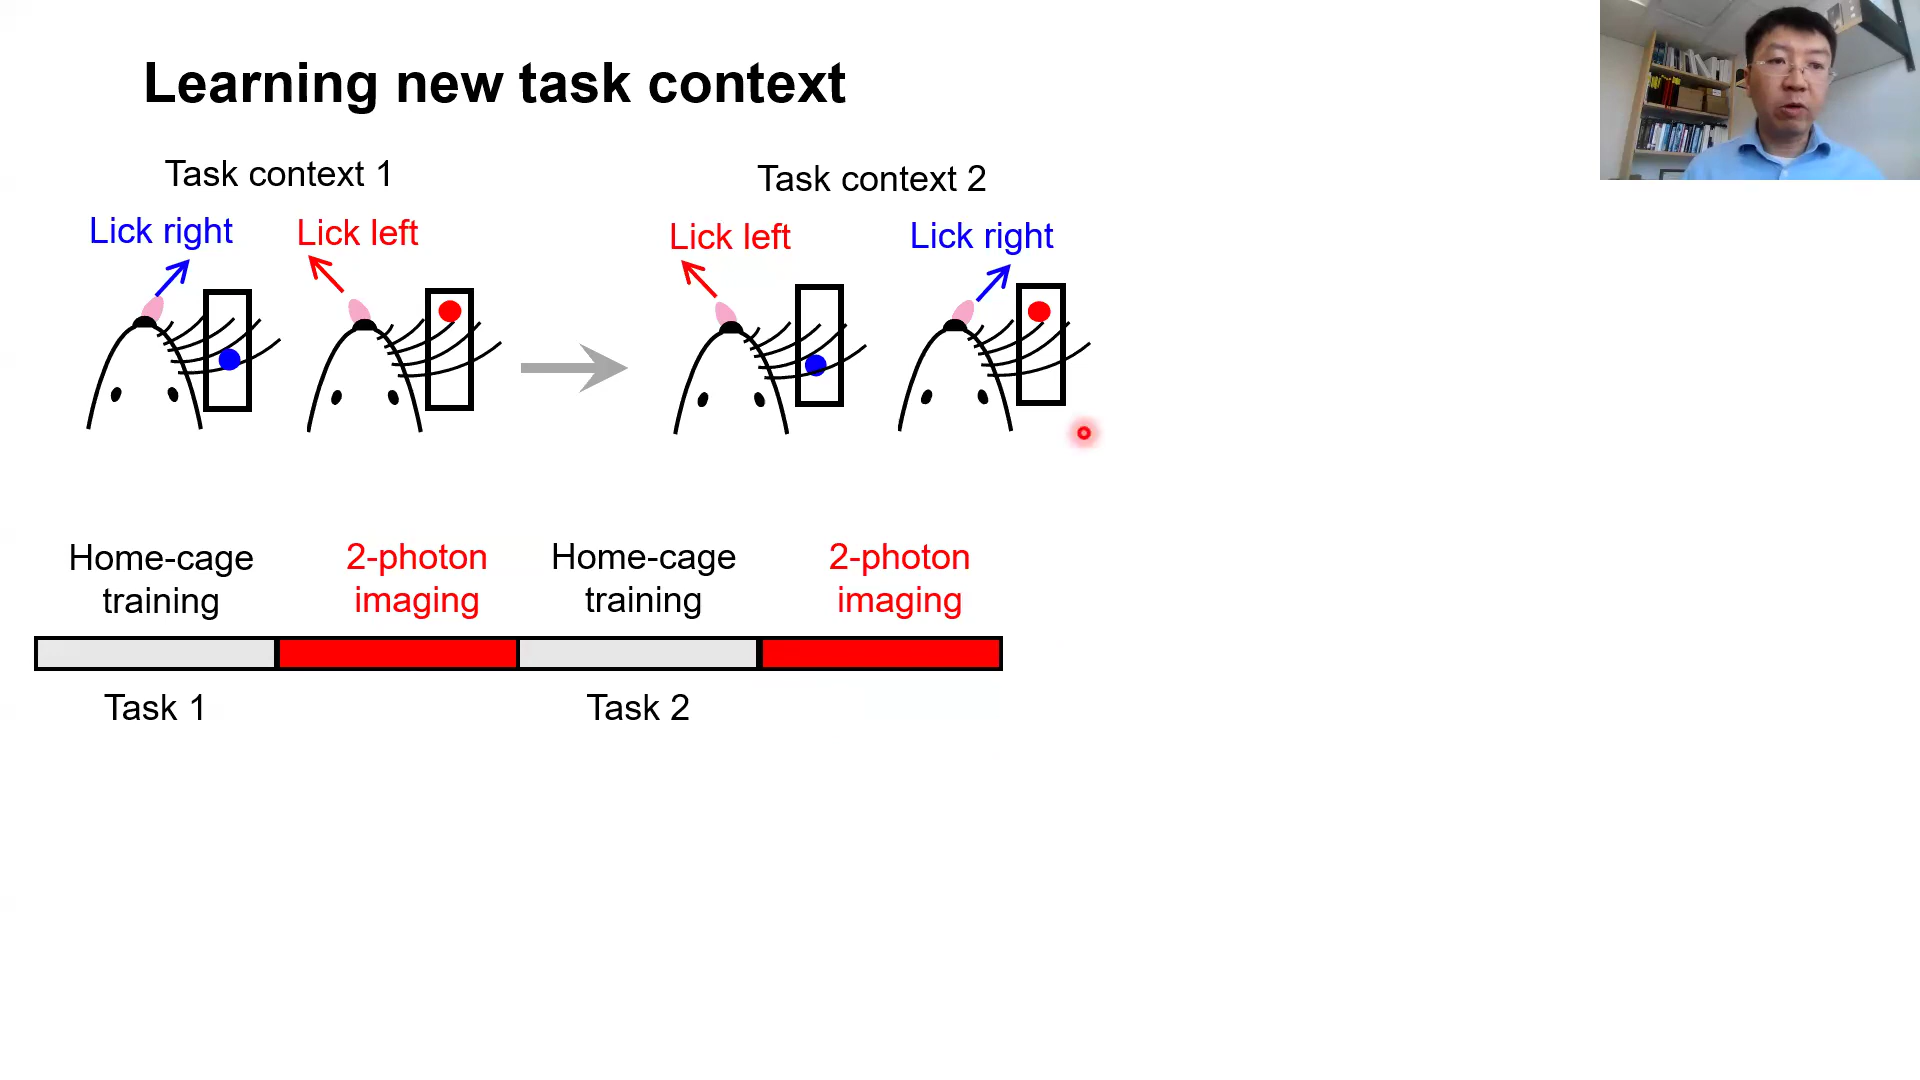 Learning new task context
Task context 1
Task context 2
Lick right
Lick left
Lick left
Lick right
Home-cage
training
2-photon
imaging
Home-cage
training
2-photon
imaging
Task 1
Task 2